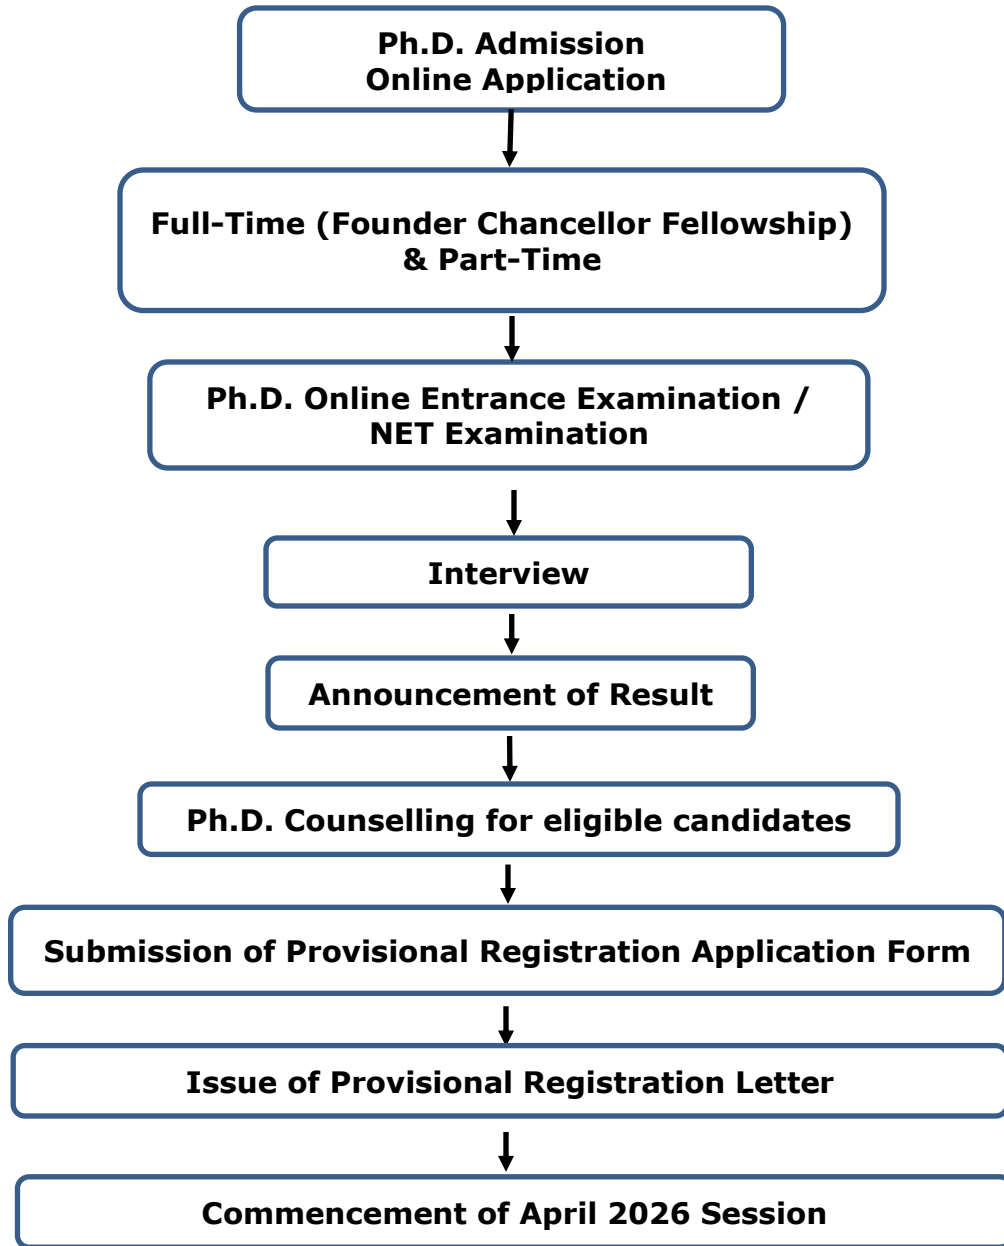 Ph.D. Admission
Online Application
Full-Time (Founder Chancellor Fellowship)
& Part-Time
Ph.D. Online Entrance Examination /
NET Examination
Interview
Announcement of Result
Ph.D. Counselling for eligible candidates
Submission of Provisional Registration Application Form
Issue of Provisional Registration Letter
Commencement of April 2026 Session